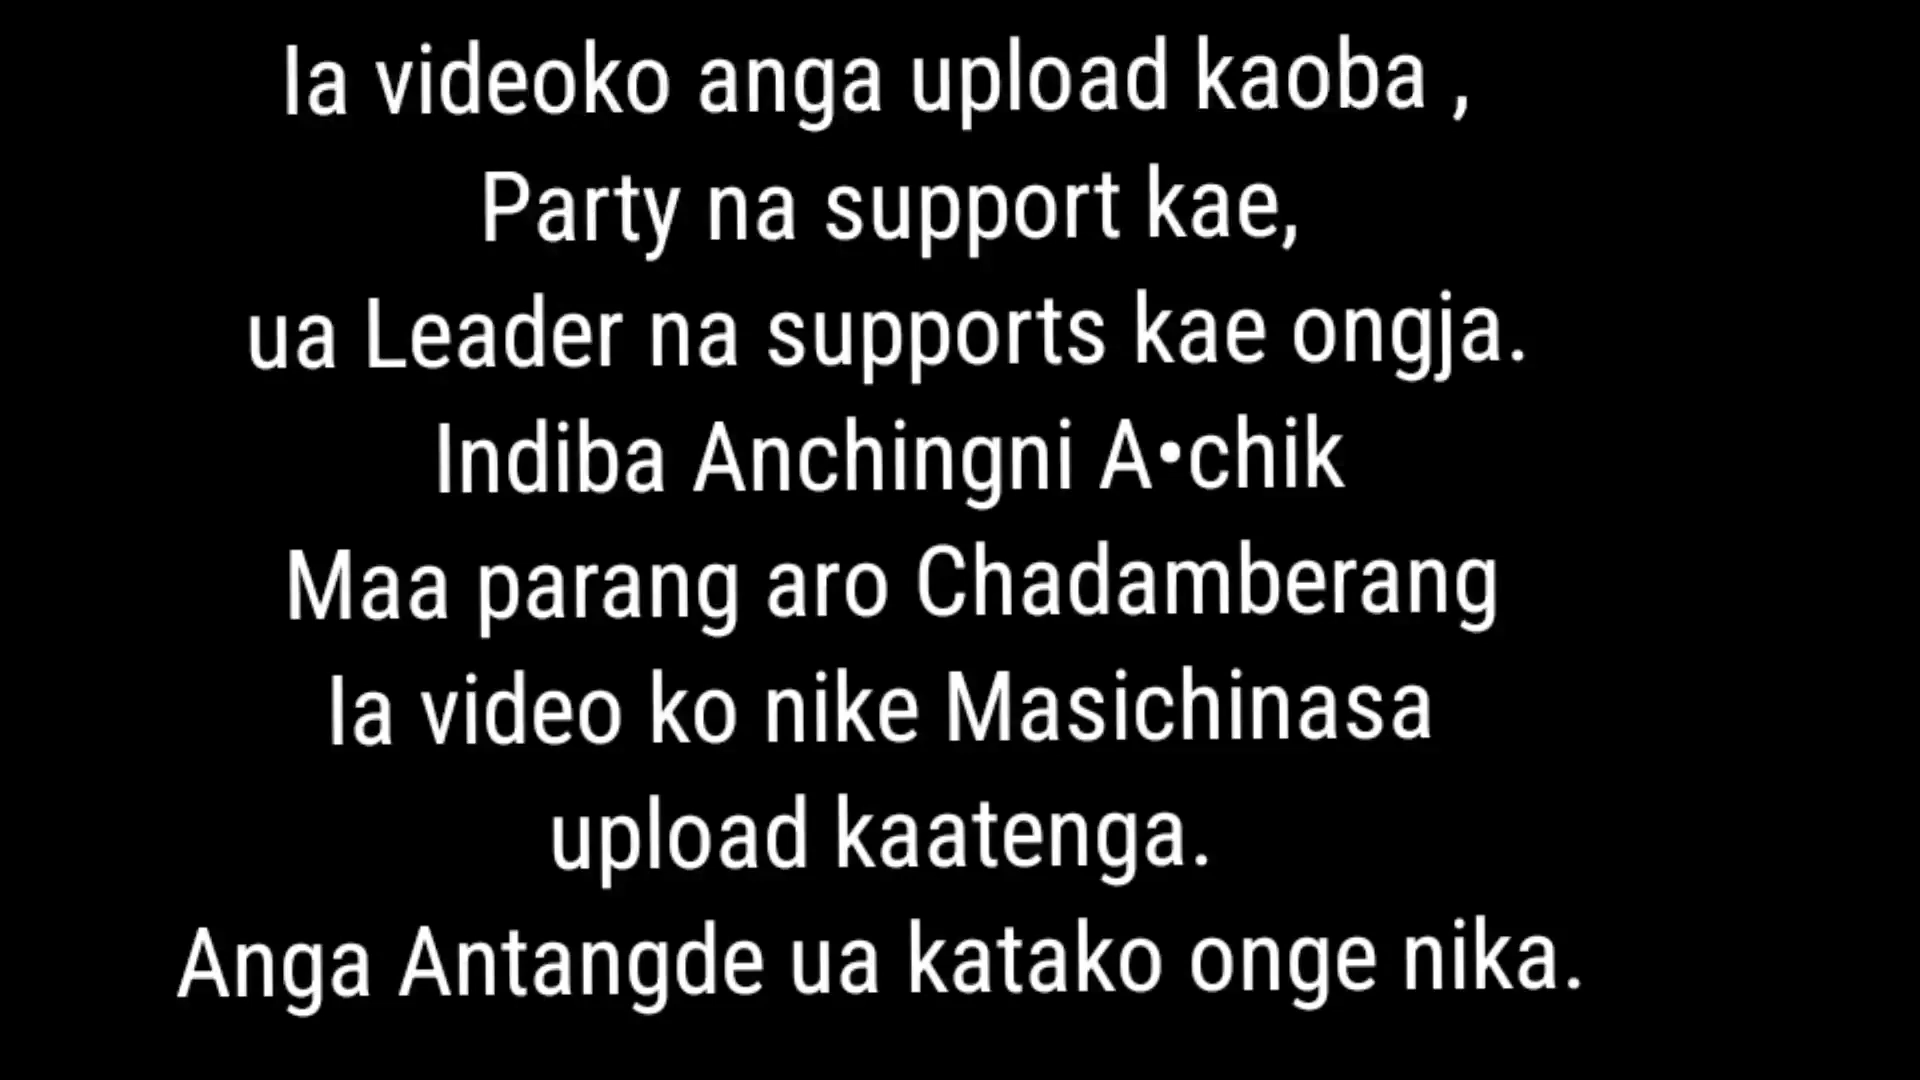 Ia videoko anga upload kaoba ,
Party na support kae,
ua Leader na supports kae ongja.
Indiba Anchingni A•chik
Maa parang aro Chadamberang
Ia video ko nike Masichinasa
upload kaatenga.
Anga Antangde ua katako onge nika.